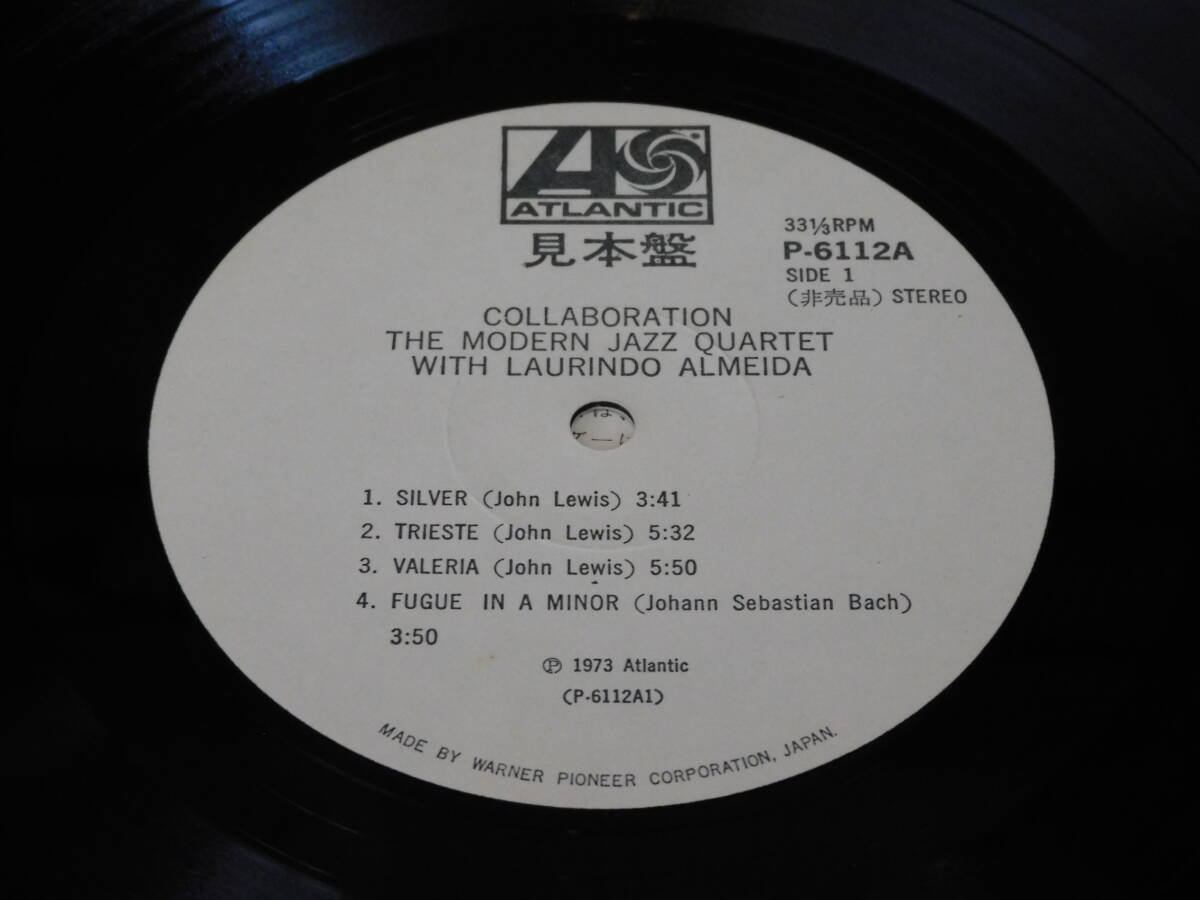 ATLANTIC
見本盤
33⅓RPM
P-6112A
SIDE 1
(非売品) STEREO
COLLABORATION
THE MODERN JAZZ QUARTET
WITH LAURINDO ALMEIDA
1. SILVER (John Lewis) 3:41
2. TRIESTE (John Lewis) 5:32
3. VALERIA (John Lewis) 5:50
4. FUGUE IN A MINOR (Johann Sebastian Bach)
3:50
Ⓟ 1973 Atlantic
(P-6112A1)
MADE BY WARNER PIONEER CORPORATION, JAPAN.